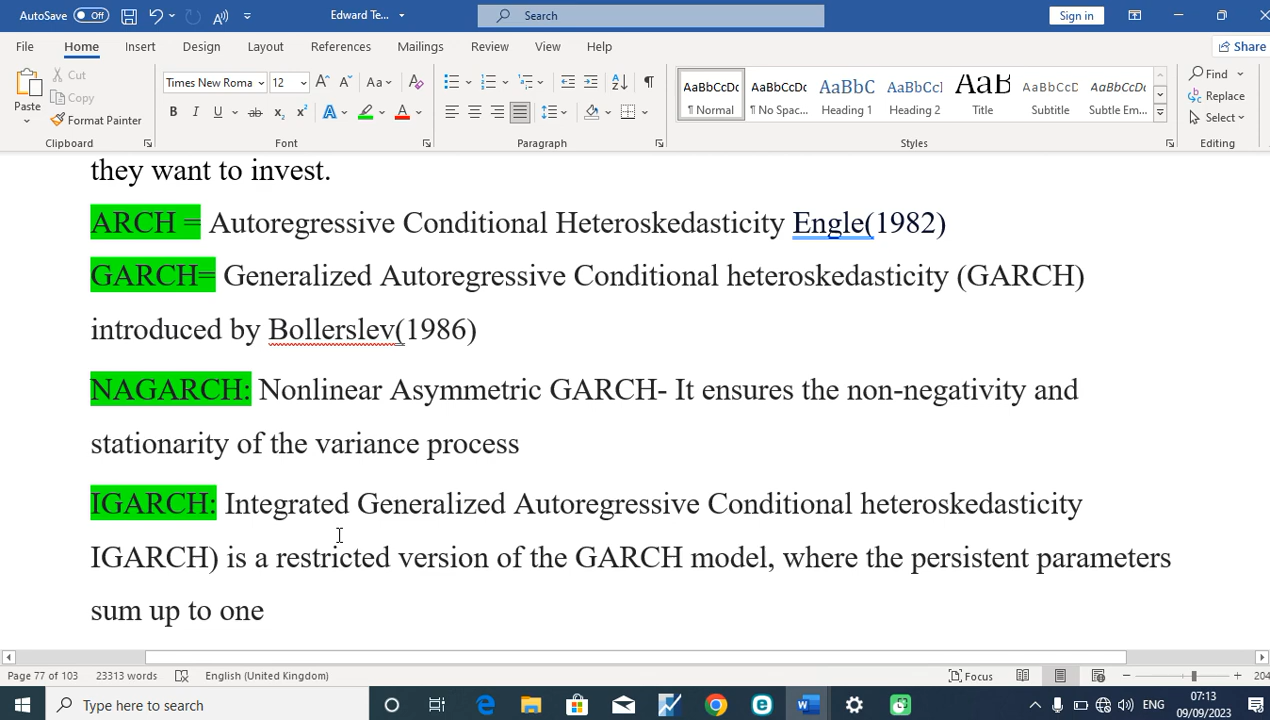 AutoSave Off Edward Te... Search Sign in
File Home Insert Design Layout References Mailings Review View Help Share
Paste Cut Copy Format Painter Times New Roma 12 Aa B I U ab x₂ x² A A AaBbCcDc AaBbCcDc AaBbC AaBbCcI AaB AaBbCcD AaBbCcDc Find Replace Select
Normal No Spac... Heading 1 Heading 2 Title Subtitle Subtle Em...
Clipboard Font Paragraph Styles Editing
they want to invest.
ARCH = Autoregressive Conditional Heteroskedasticity Engle(1982)
GARCH= Generalized Autoregressive Conditional heteroskedasticity (GARCH)
introduced by Bollerslev(1986)
NAGARCH: Nonlinear Asymmetric GARCH- It ensures the non-negativity and
stationarity of the variance process
IGARCH: Integrated Generalized Autoregressive Conditional heteroskedasticity
IGARCH) is a restricted version of the GARCH model, where the persistent parameters
sum up to one
Page 77 of 103 23313 words English (United Kingdom) Focus 204
Type here to search ENG 07:13
09/09/2023